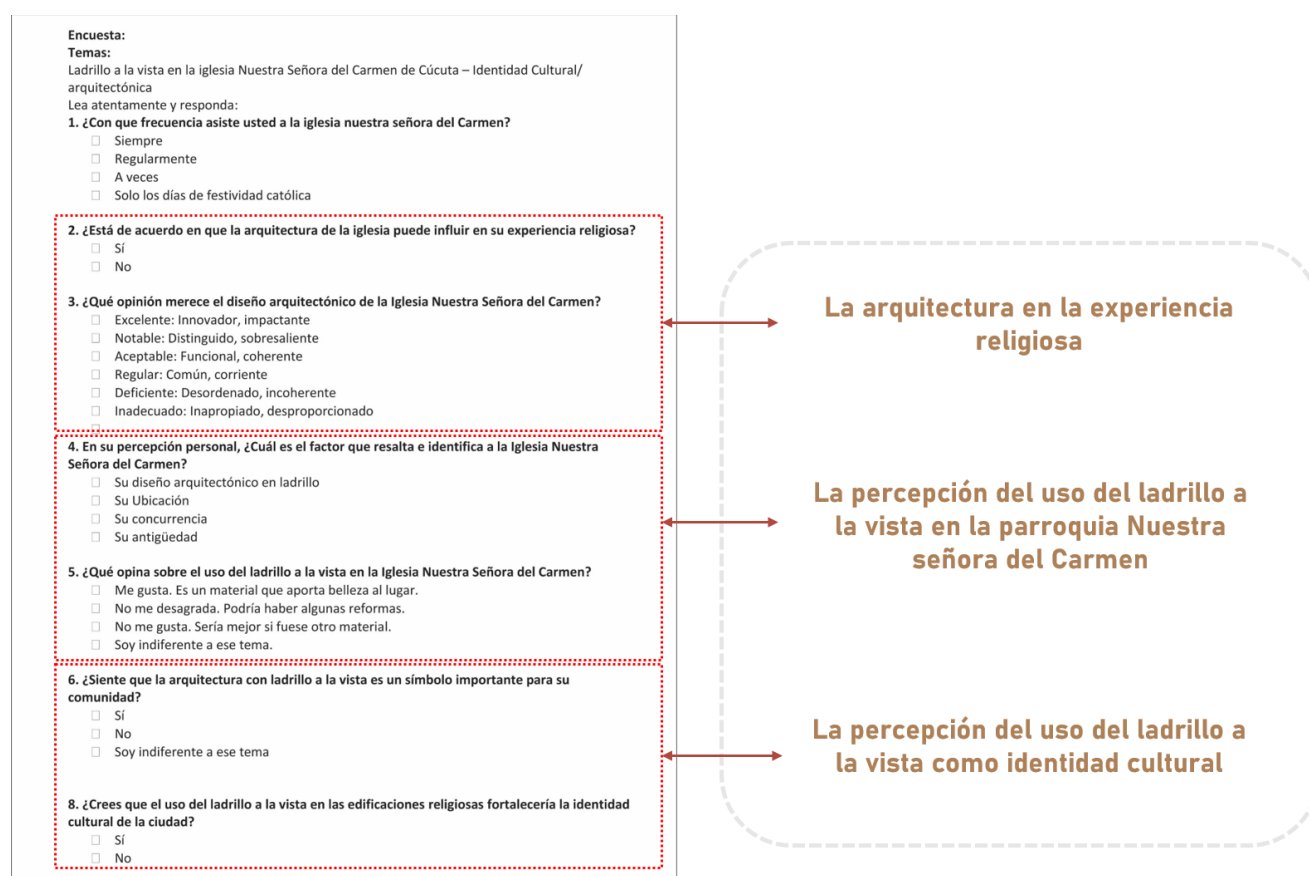 Encuesta:
Temas:
Ladrillo a la vista en la iglesia Nuestra Señora del Carmen de Cúcuta – Identidad Cultural/
arquitectónica
Lea atentamente y responda:
1. ¿Con que frecuencia asiste usted a la iglesia nuestra señora del Carmen?
Siempre
Regularmente
A veces
Solo los días de festividad católica
2. ¿Está de acuerdo en que la arquitectura de la iglesia puede influir en su experiencia religiosa?
Sí
No
3. ¿Qué opinión merece el diseño arquitectónico de la Iglesia Nuestra Señora del Carmen?
Excelente: Innovador, impactante
Notable: Distinguido, sobresaliente
Aceptable: Funcional, coherente
Regular: Común, corriente
Deficiente: Desordenado, incoherente
Inadecuado: Inapropiado, desproporcionado
4. En su percepción personal, ¿Cuál es el factor que resalta e identifica a la Iglesia Nuestra
Señora del Carmen?
Su diseño arquitectónico en ladrillo
Su Ubicación
Su concurrencia
Su antigüedad
5. ¿Qué opina sobre el uso del ladrillo a la vista en la Iglesia Nuestra Señora del Carmen?
Me gusta. Es un material que aporta belleza al lugar.
No me desagrada. Podría haber algunas reformas.
No me gusta. Sería mejor si fuese otro material.
Soy indiferente a ese tema.
6. ¿Siente que la arquitectura con ladrillo a la vista es un símbolo importante para su
comunidad?
Sí
No
Soy indiferente a ese tema
8. ¿Crees que el uso del ladrillo a la vista en las edificaciones religiosas fortalecería la identidad
cultural de la ciudad?
Sí
No
La arquitectura en la experiencia
religiosa
La percepción del uso del ladrillo a
la vista en la parroquia Nuestra
señora del Carmen
La percepción del uso del ladrillo a
la vista como identidad cultural